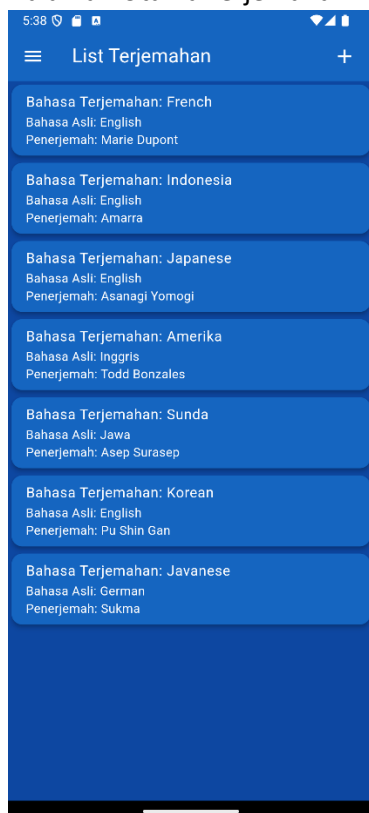 5:38
List Terjemahan
Bahasa Terjemahan: French
Bahasa Asli: English
Penerjemah: Marie Dupont
Bahasa Terjemahan: Indonesia
Bahasa Asli: English
Penerjemah: Amarra
Bahasa Terjemahan: Japanese
Bahasa Asli: English
Penerjemah: Asanagi Yomogi
Bahasa Terjemahan: Amerika
Bahasa Asli: Inggris
Penerjemah: Todd Bonzales
Bahasa Terjemahan: Sunda
Bahasa Asli: Jawa
Penerjemah: Asep Surasep
Bahasa Terjemahan: Korean
Bahasa Asli: English
Penerjemah: Pu Shin Gan
Bahasa Terjemahan: Javanese
Bahasa Asli: German
Penerjemah: Sukma